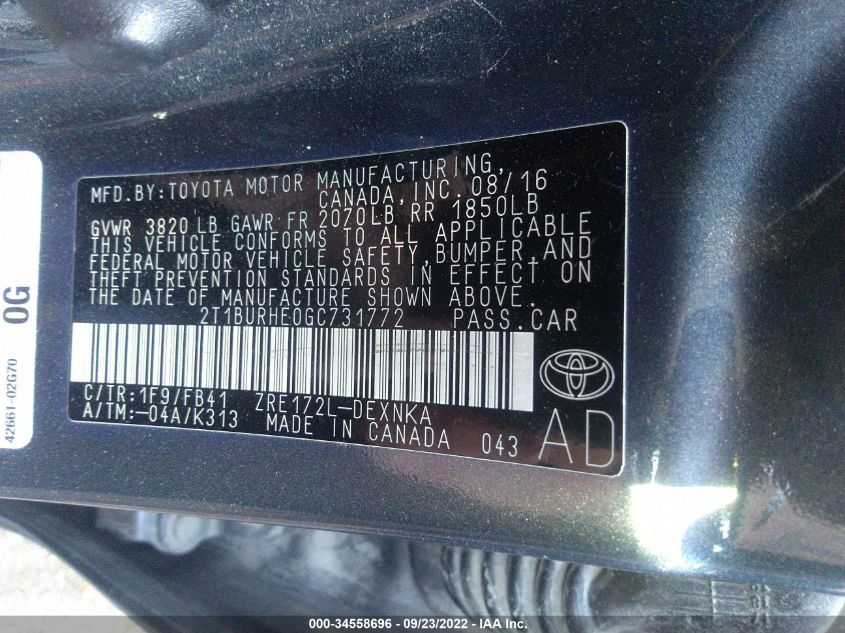 MFD.BY:TOYOTA MOTOR MANUFACTURING,
CANADA,INC.08/16
GVWR 3820 LB GAWR FR 2070LB RR 1850LB
THIS VEHICLE CONFORMS TO ALL APPLICABLE
FEDERAL MOTOR VEHICLE SAFETY,BUMPER,AND
THEFT PREVENTION STANDARDS IN EFFECT ON
THE DATE OF MANUFACTURE SHOWN ABOVE.
2T1BURHE0GC731772 PASS.CAR
C/TR:1F9/FB41 ZRE172L-DEXNKA
A/TM:-04A/K313 MADE IN CANADA 043
AD
0G
42661-02G70
000-34558696 - 09/23/2022 - IAA Inc.